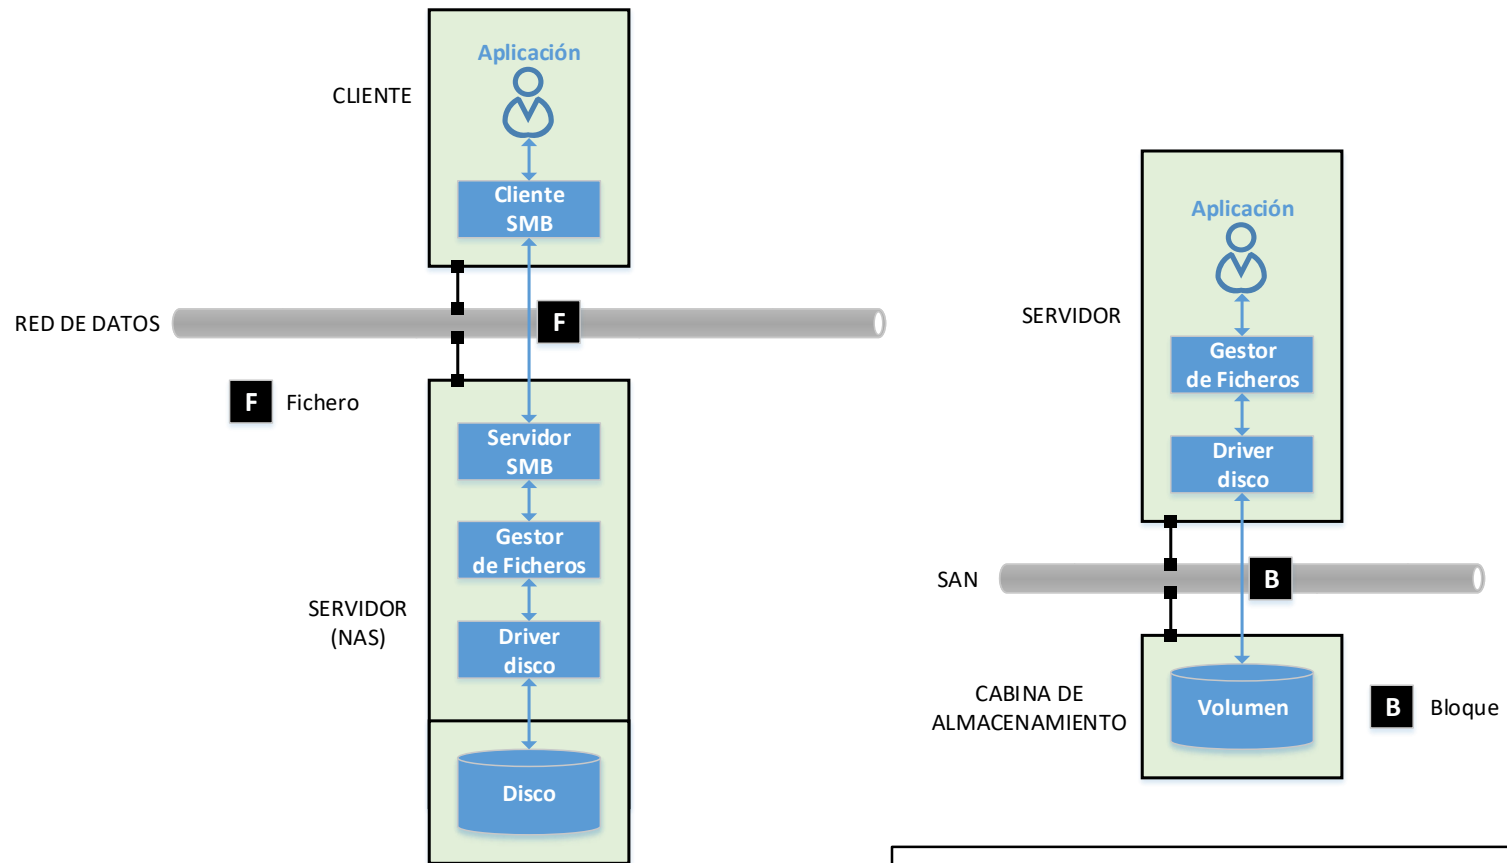 Aplicación
CLIENTE
Cliente
SMB
RED DE DATOS
F
F Fichero
Servidor
SMB
Gestor
de Ficheros
SERVIDOR
(NAS)
Driver
disco
Disco
Aplicación
SERVIDOR
Gestor
de Ficheros
Driver
disco
SAN
B
CABINA DE
ALMACENAMIENTO
Volumen
B Bloque